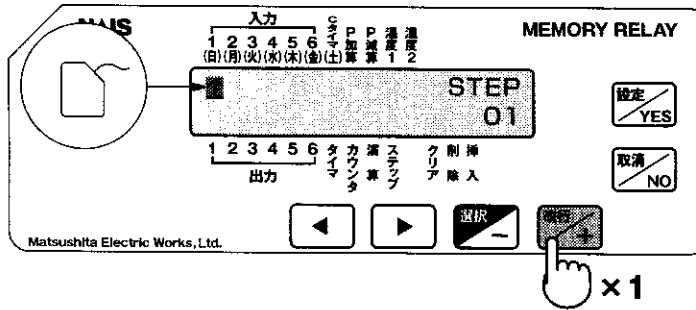 入力
NAiS
MEMORY RELAY
1 2 3 4 5 6 Cタイマ P加算 P減算 温度1 温度2
(日)(月)(火)(水)(木)(金)(土)
STEP
01
設定/YES
取消/NO
1 2 3 4 5 6 タイマ カウンタ 演算 ステップ クリア 削除 挿入
出力
選択/−
実行/+
Matsushita Electric Works, Ltd.
×1